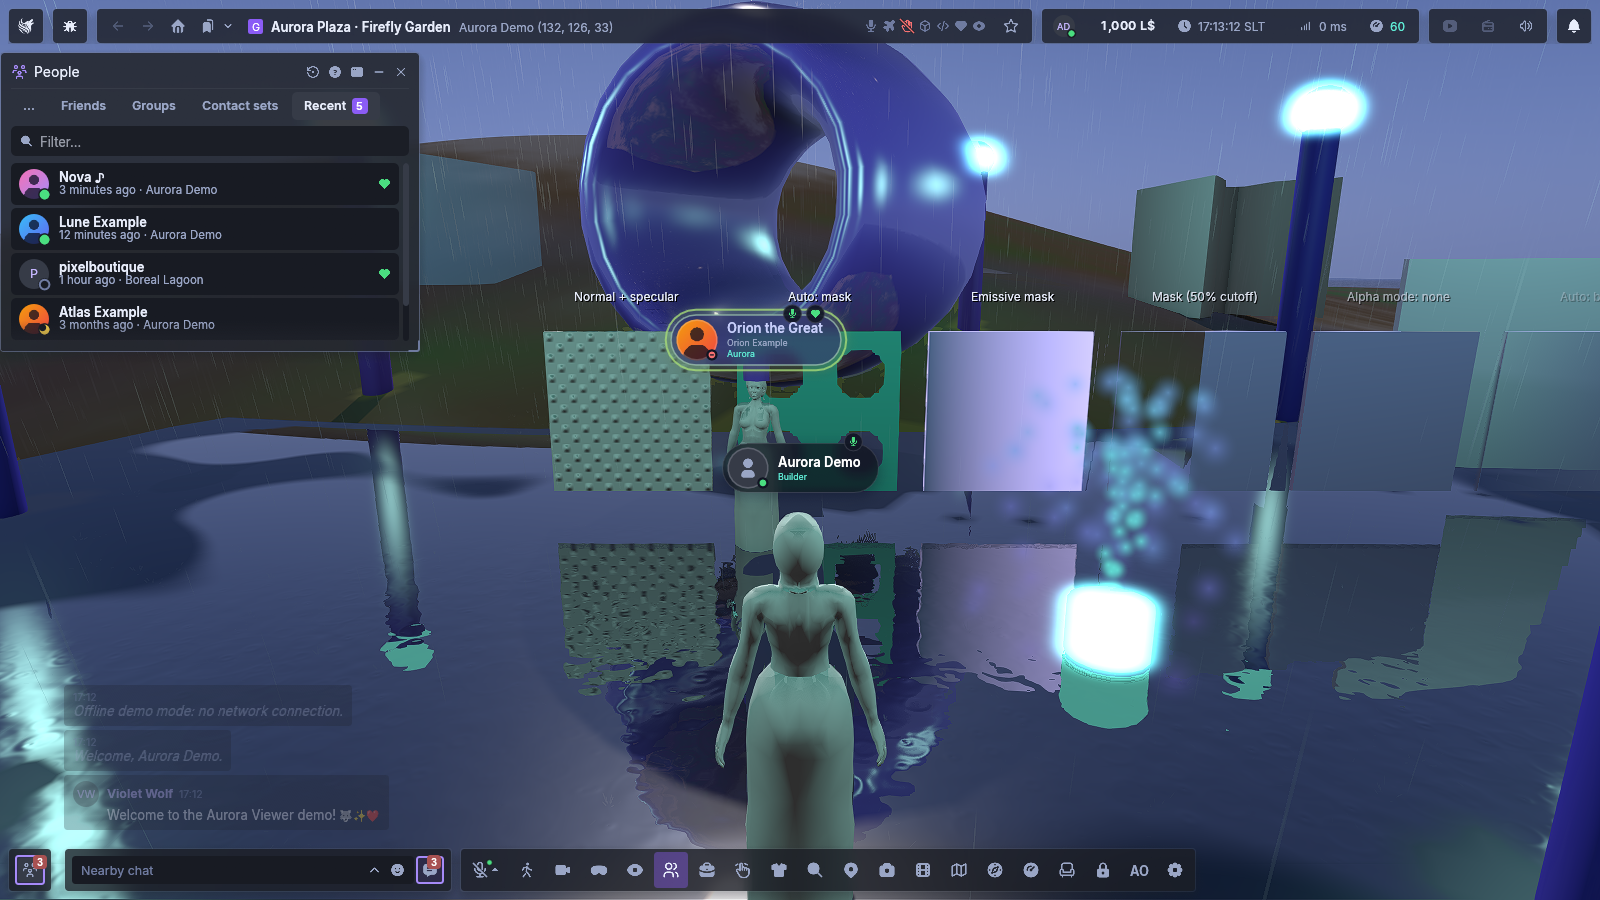 Aurora Plaza · Firefly Garden Aurora Demo (132, 126, 33)
AD 1,000 L$ 17:13:12 SLT 0 ms 60
People
... Friends Groups Contact sets Recent 5
Filter...
Nova ♪
3 minutes ago · Aurora Demo
Lune Example
12 minutes ago · Aurora Demo
P
pixelboutique
1 hour ago · Boreal Lagoon
Atlas Example
3 months ago · Aurora Demo
Normal + specular Auto: mask Emissive mask Mask (50% cutoff) Alpha mode: none Auto:
Orion the Great
Orion Example
Aurora
Aurora Demo
Builder
17:12
Offline demo mode: no network connection.
Welcome, Aurora Demo.
VW Violet Wolf 17:12
Welcome to the Aurora Viewer demo! 🐺✨❤️
3 Nearby chat 3 AO